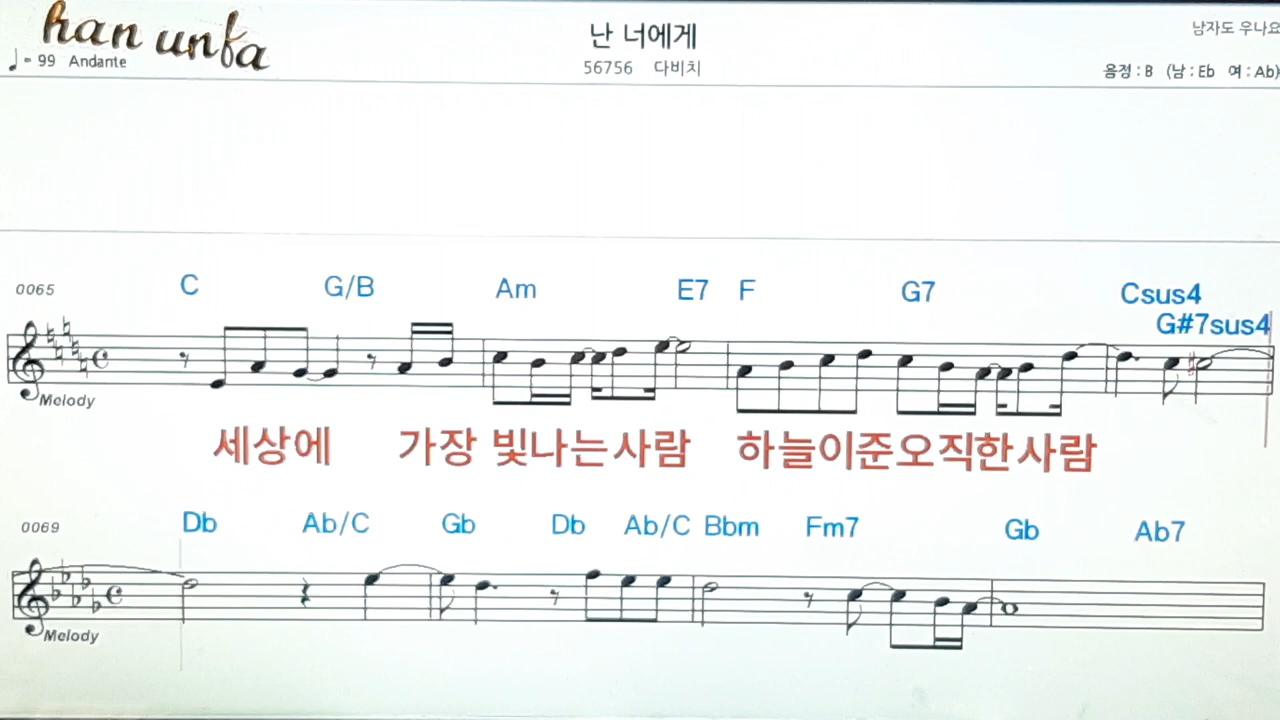 han unfa
난 너에게
남자도 우나요
♩= 99 Andante
56756 다비치
음정 : B (남 : Eb 여 : Ab)
0065
C G/B Am E7 F G7 Csus4
G#7sus4
Melody
세상에 가장 빛나는사람 하늘이준오직한사람
0069
Db Ab/C Gb Db Ab/C Bbm Fm7 Gb Ab7
Melody